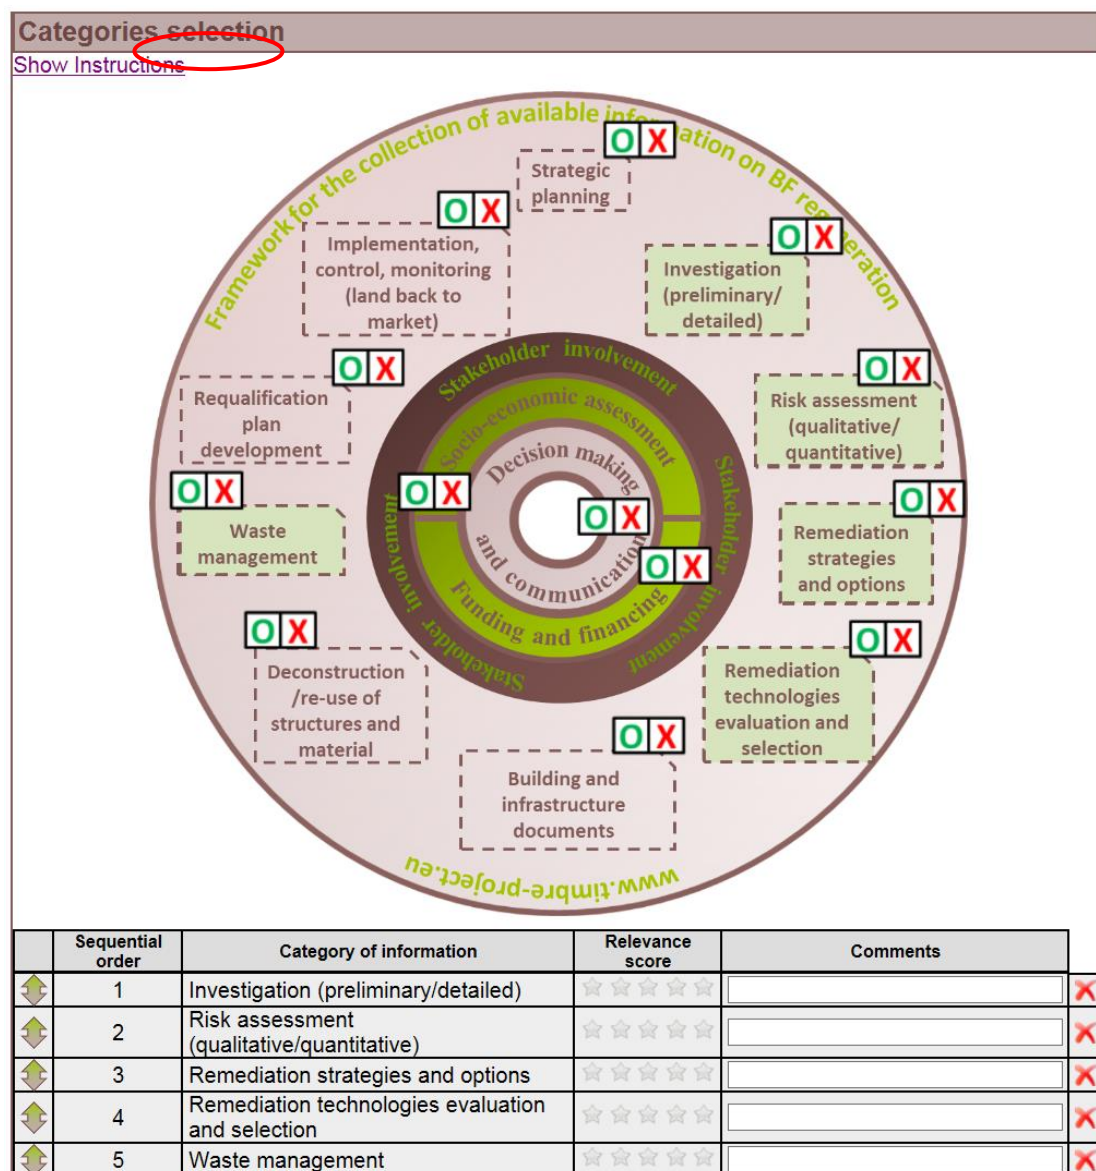 Categories selection
Show Instructions
Framework for the collection of available information on BF regeneration
O X
Strategic
planning
O X
Implementation,
control, monitoring
(land back to
market)
O X
Investigation
(preliminary/
detailed)
O X
Requalification
plan
development
O X
Risk assessment
(qualitative/
quantitative)
Stakeholder involvement
Socio-economic assessment
Decision making
and communication
Funding and financing
Stakeholder involvement
Stakeholder involvement
O X
O X
O X
O X
Waste
management
O X
Remediation
strategies
and options
O X
Deconstruction
/re-use of
structures and
material
O X
Remediation
technologies
evaluation and
selection
O X
Building and
infrastructure
documents
www.timbre-project.eu
Sequential
order
Category of information
Relevance
score
Comments
1 Investigation (preliminary/detailed)
2 Risk assessment
(qualitative/quantitative)
3 Remediation strategies and options
4 Remediation technologies evaluation
and selection
5 Waste management